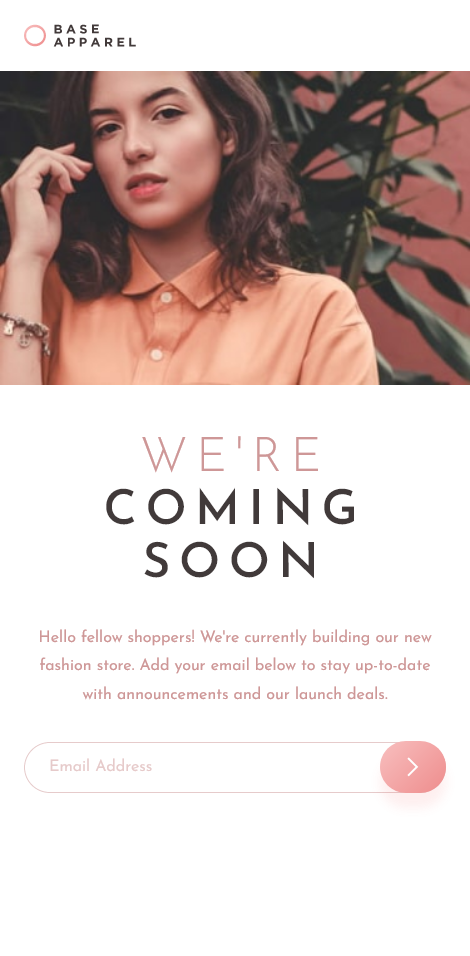 BASE
APPAREL
WE'RE
COMING
SOON
Hello fellow shoppers! We're currently building our new
fashion store. Add your email below to stay up-to-date
with announcements and our launch deals.
Email Address